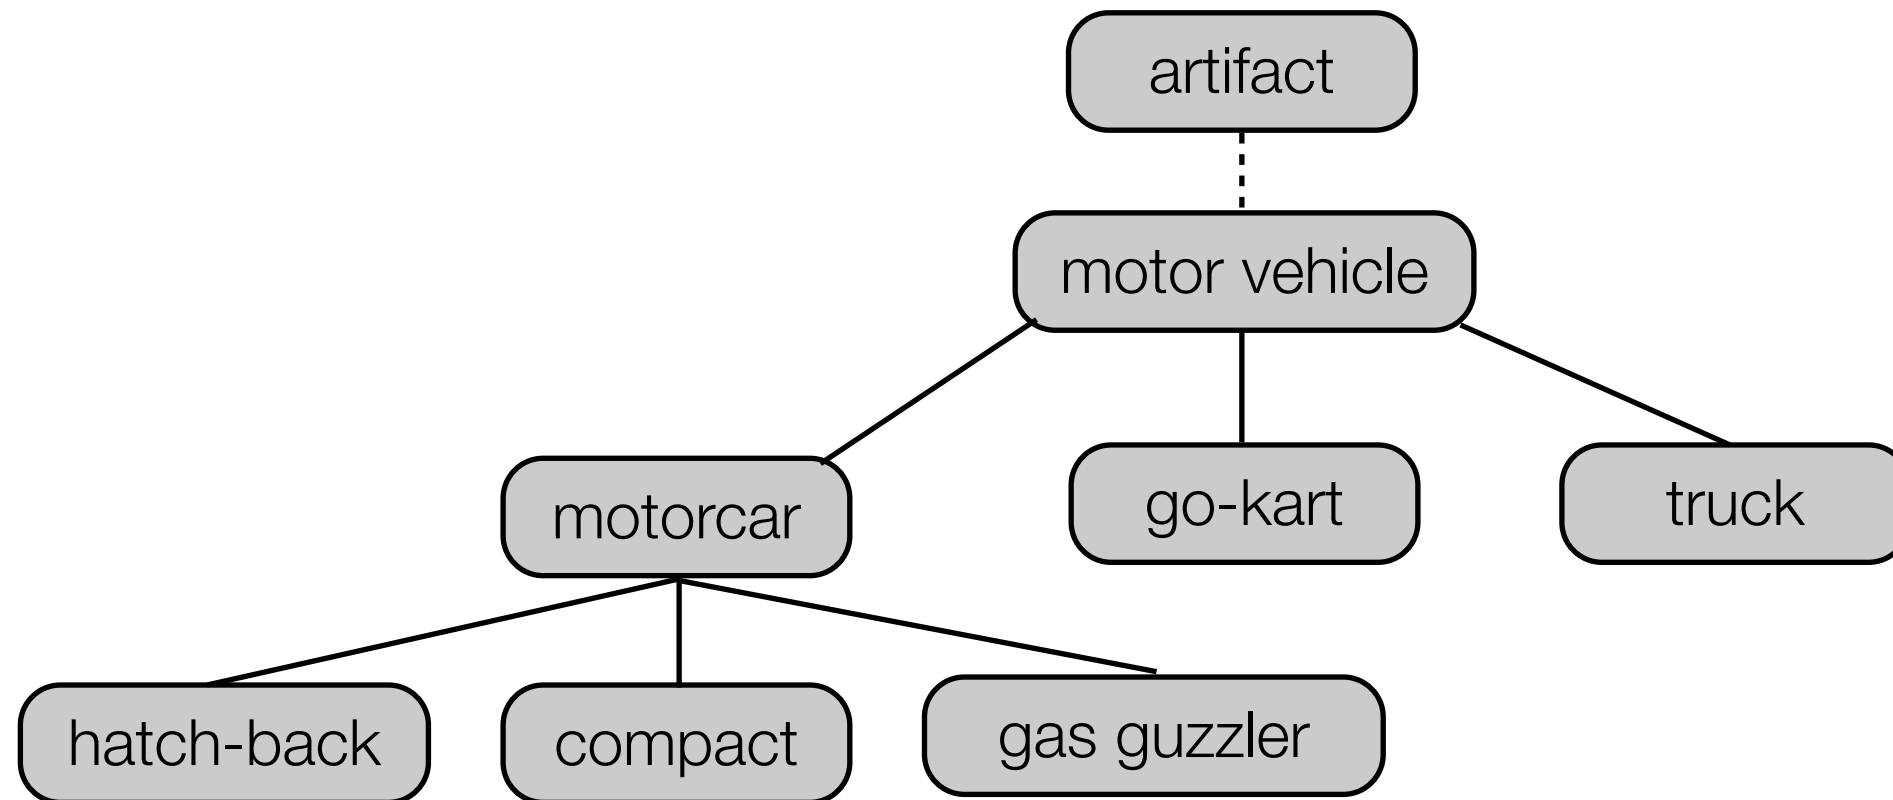 artifact
motor vehicle
motorcar
go-kart
truck
hatch-back
compact
gas guzzler